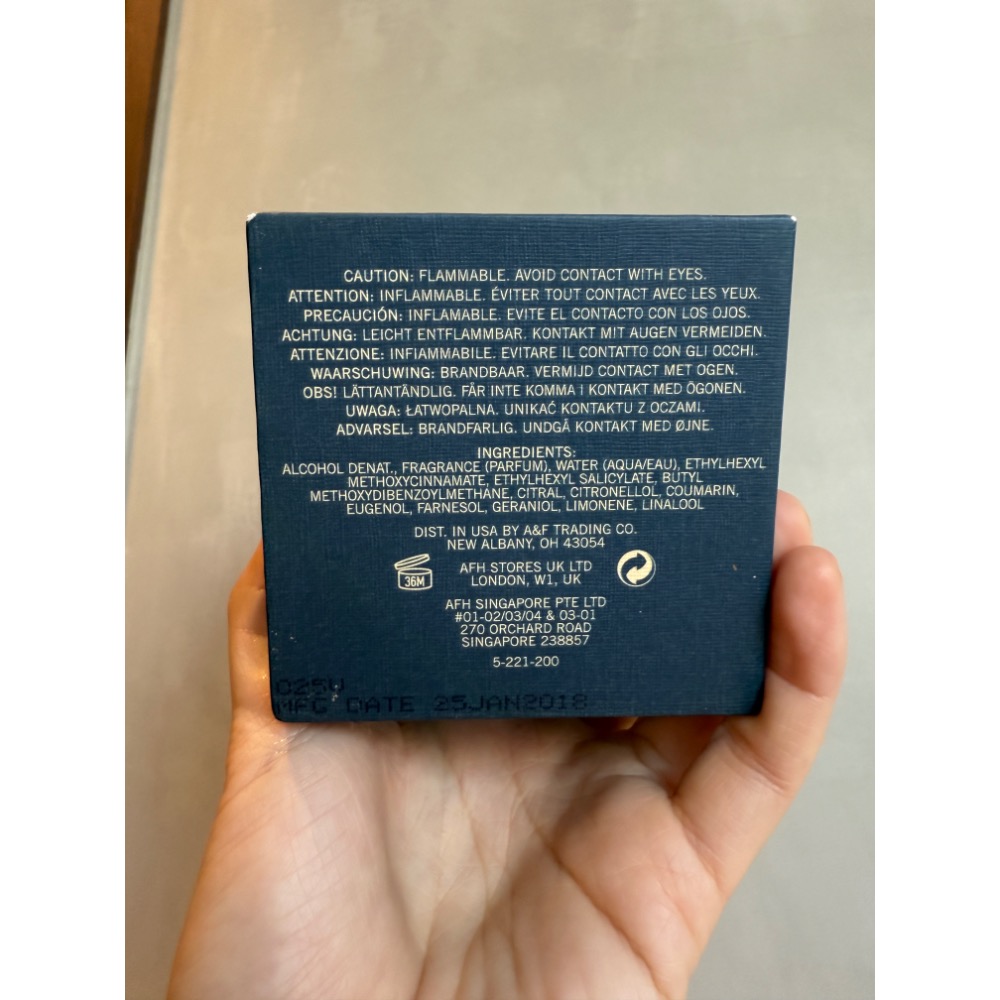 CAUTION: FLAMMABLE. AVOID CONTACT WITH EYES.
ATTENTION: INFLAMMABLE. ÉVITER TOUT CONTACT AVEC LES YEUX.
PRECAUCIÓN: INFLAMABLE. EVITE EL CONTACTO CON LOS OJOS.
ACHTUNG: LEICHT ENTFLAMMBAR. KONTAKT MIT AUGEN VERMEIDEN.
ATTENZIONE: INFIAMMABILE. EVITARE IL CONTATTO CON GLI OCCHI.
WAARSCHUWING: BRANDBAAR. VERMIJD CONTACT MET OGEN.
OBS! LÄTTANTÄNDLIG. FÅR INTE KOMMA I KONTAKT MED ÖGONEN.
UWAGA: ŁATWOPALNA. UNIKAĆ KONTAKTU Z OCZAMI.
ADVARSEL: BRANDFARLIG. UNDGÅ KONTAKT MED ØJNE.
INGREDIENTS:
ALCOHOL DENAT., FRAGRANCE (PARFUM), WATER (AQUA/EAU), ETHYLHEXYL
METHOXYCINNAMATE, ETHYLHEXYL SALICYLATE, BUTYL
METHOXYDIBENZOYLMETHANE, CITRAL, CITRONELLOL, COUMARIN,
EUGENOL, FARNESOL, GERANIOL, LIMONENE, LINALOOL
DIST. IN USA BY A&F TRADING CO.
NEW ALBANY, OH 43054
36M
AFH STORES UK LTD
LONDON, W1, UK
AFH SINGAPORE PTE LTD
#01-02/03/04 & 03-01
270 ORCHARD ROAD
SINGAPORE 238857
5-221-200
MFG DATE 25JAN2018